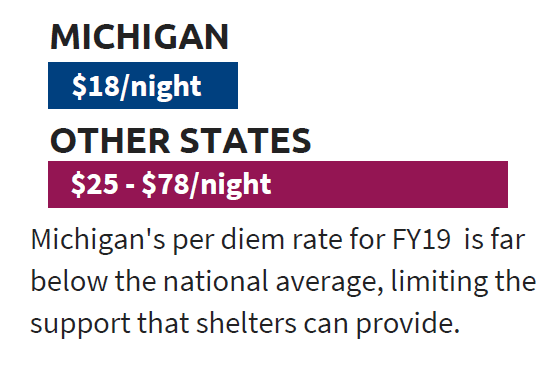 MICHIGAN
$18/night
OTHER STATES
$25 - $78/night
Michigan's per diem rate for FY19  is far
below the national average, limiting the
support that shelters can provide.